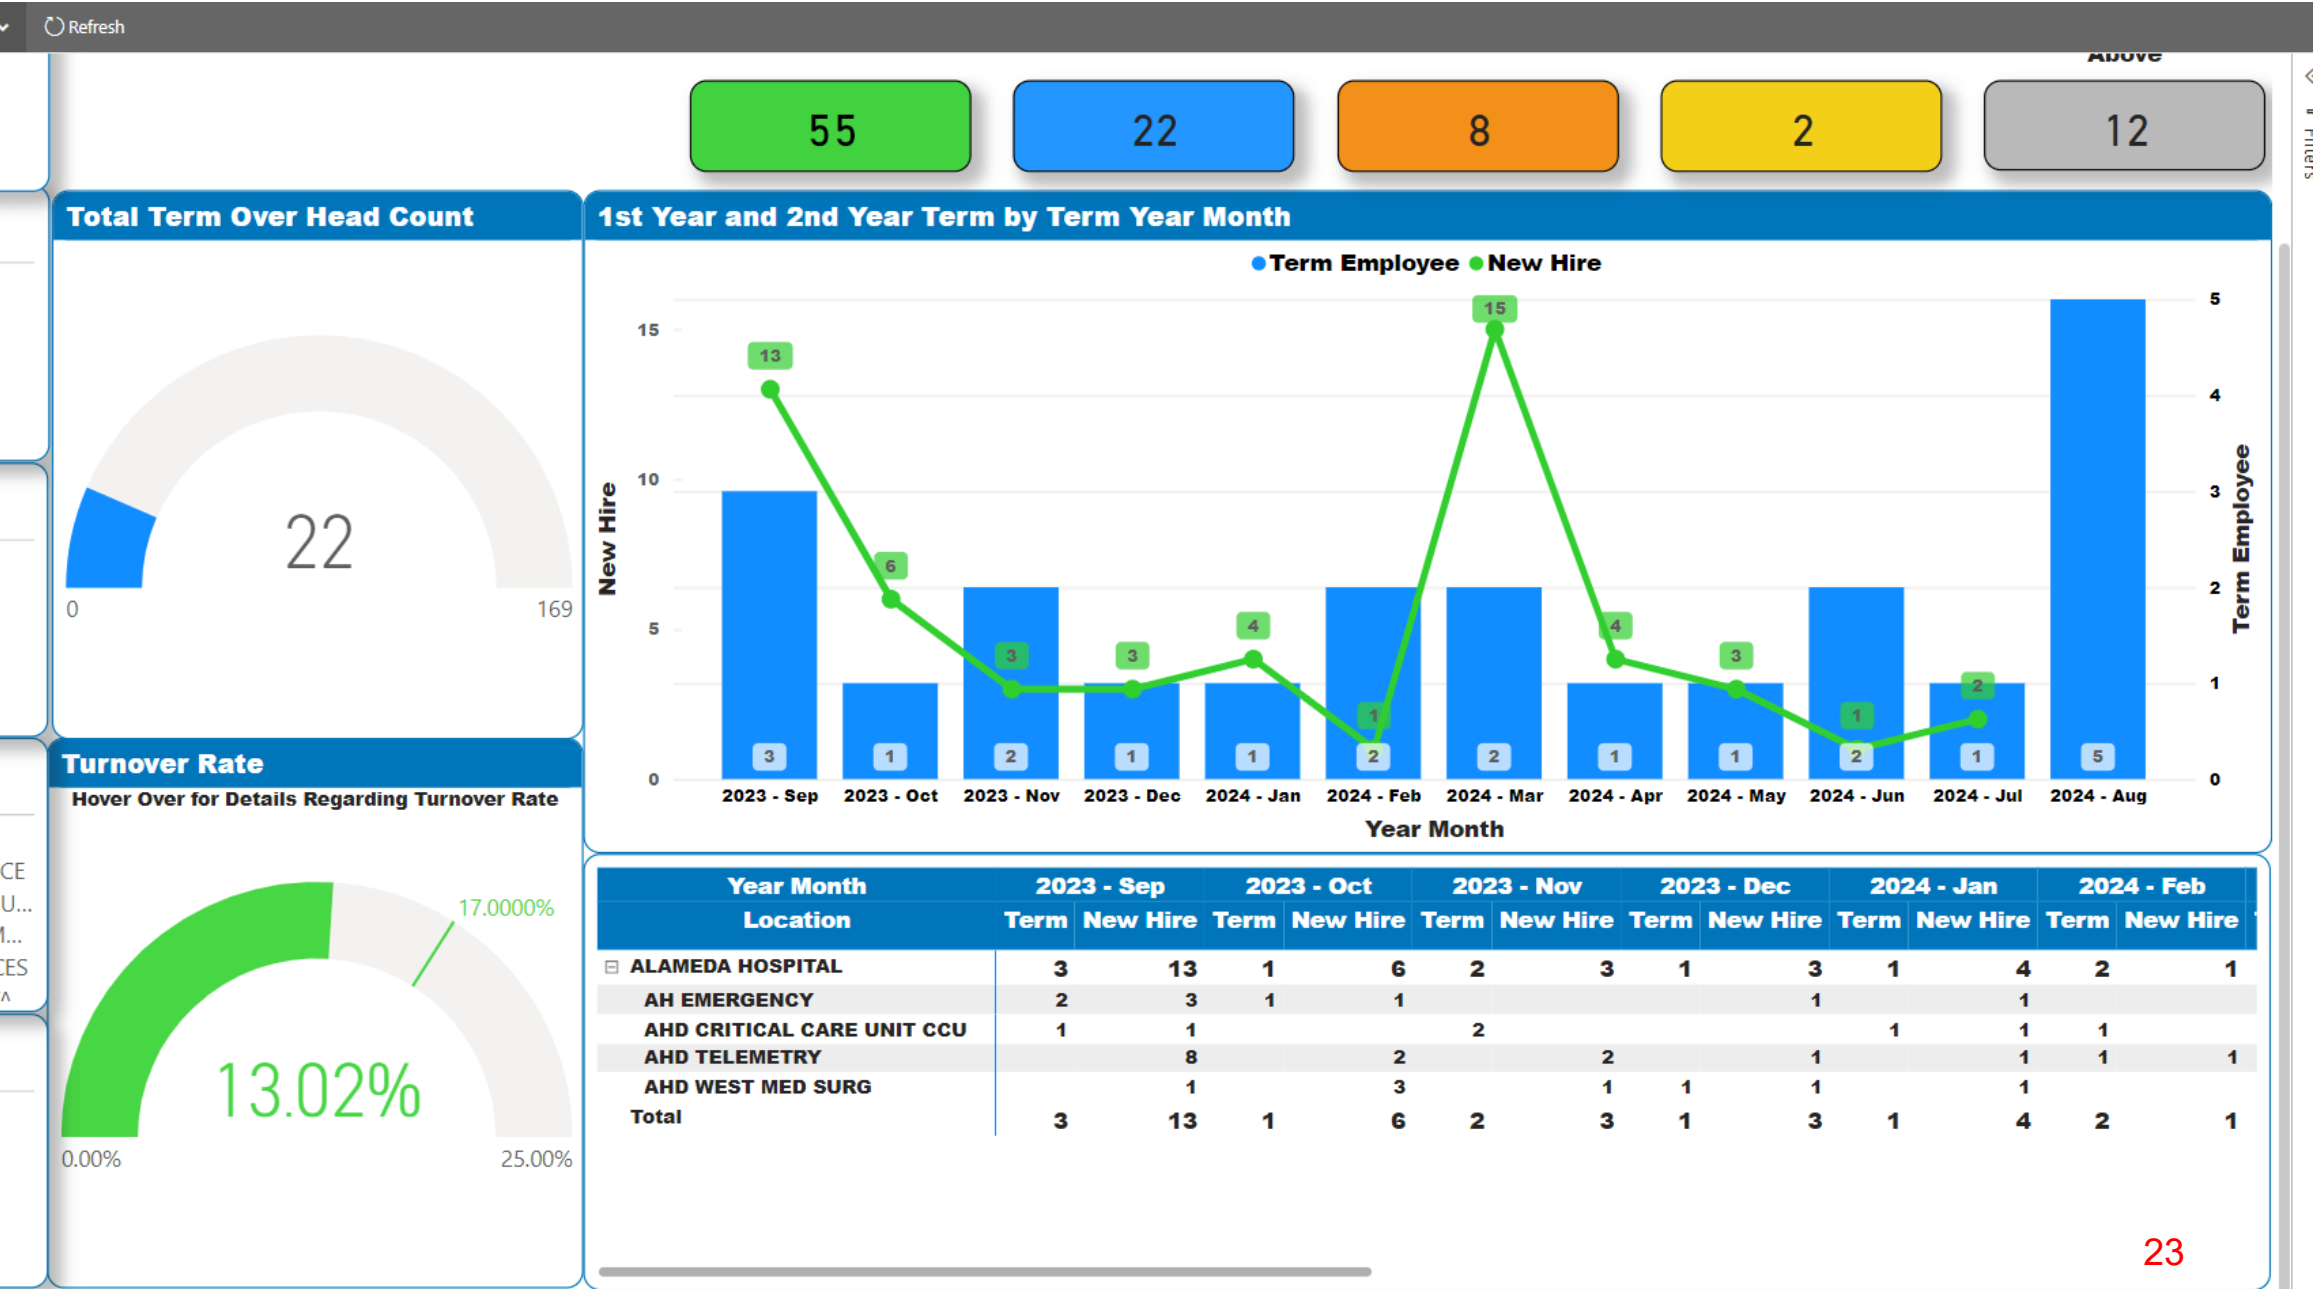 Refresh
Above
55 22 8 2 12
Filters
Total Term Over Head Count
22
0 169
1st Year and 2nd Year Term by Term Year Month
Term Employee New Hire
15
10
5
0
New Hire
5
4
3
2
1
0
Term Employee
13 6 3 3 4 1 15 4 3 1 2
3 1 2 1 1 2 2 1 1 2 1 5
2023 - Sep 2023 - Oct 2023 - Nov 2023 - Dec 2024 - Jan 2024 - Feb 2024 - Mar 2024 - Apr 2024 - May 2024 - Jun 2024 - Jul 2024 - Aug
Year Month
Turnover Rate
Hover Over for Details Regarding Turnover Rate
17.0000%
13.02%
0.00% 25.00%
CE
U...
CES
Year Month 2023 - Sep 2023 - Oct 2023 - Nov 2023 - Dec 2024 - Jan 2024 - Feb
Location Term New Hire Term New Hire Term New Hire Term New Hire Term New Hire Term New Hire
ALAMEDA HOSPITAL 3 13 1 6 2 3 1 3 1 4 2 1
AH EMERGENCY 2 3 1 1 1 1
AHD CRITICAL CARE UNIT CCU 1 1 2 1 1 1
AHD TELEMETRY 8 2 2 1 1 1 1
AHD WEST MED SURG 1 3 1 1 1 1
Total 3 13 1 6 2 3 1 3 1 4 2 1
23